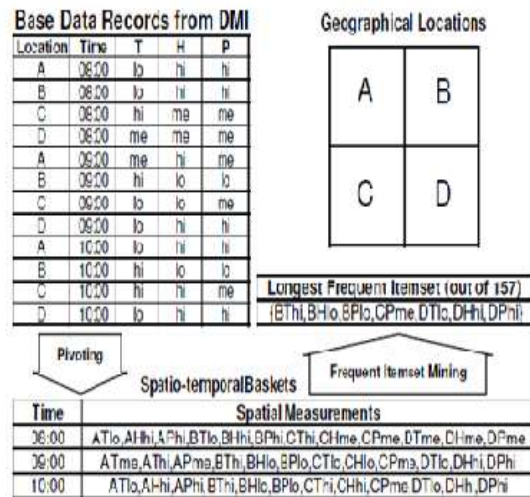 Base Data Records from DMI
Location Time T H P
A 08:00 lo hi hi
A 08:00 lo hi hi
C 08:00 hi me me
D 08:00 me me me
A 09:00 me hi me
B 09:00 hi lo lo
C 09:00 lo lo me
D 09:00 lo hi hi
A 10:00 lo hi hi
B 10:00 hi lo lo
C 10:00 hi hi me
D 10:00 lo hi hi
Geographical Locations
A B
C D
Longest Frequent Itemset (out of 157)
{BThi,BHlo,BPlo,CPme,DTlo,DHhi,DPhi}
Pivoting
Frequent Itemset Mining
Spatio-temporalBaskets
Time Spatial Measurements
08:00 ATlo,AHhi,APhi,BTlo,BHhi,BPhi,CThi,CHme,CPme,DTme,DHme,DPme
09:00 ATme,AThi,APme,BThi,BHlo,BPlo,CTlo,CHlo,CPme,DTlo,DHhi,DPhi
10:00 ATlo,AHhi,APhi,BThi,BHlo,BPlo,CThi,CHhi,CPme,DTlo,DHhi,DPhi